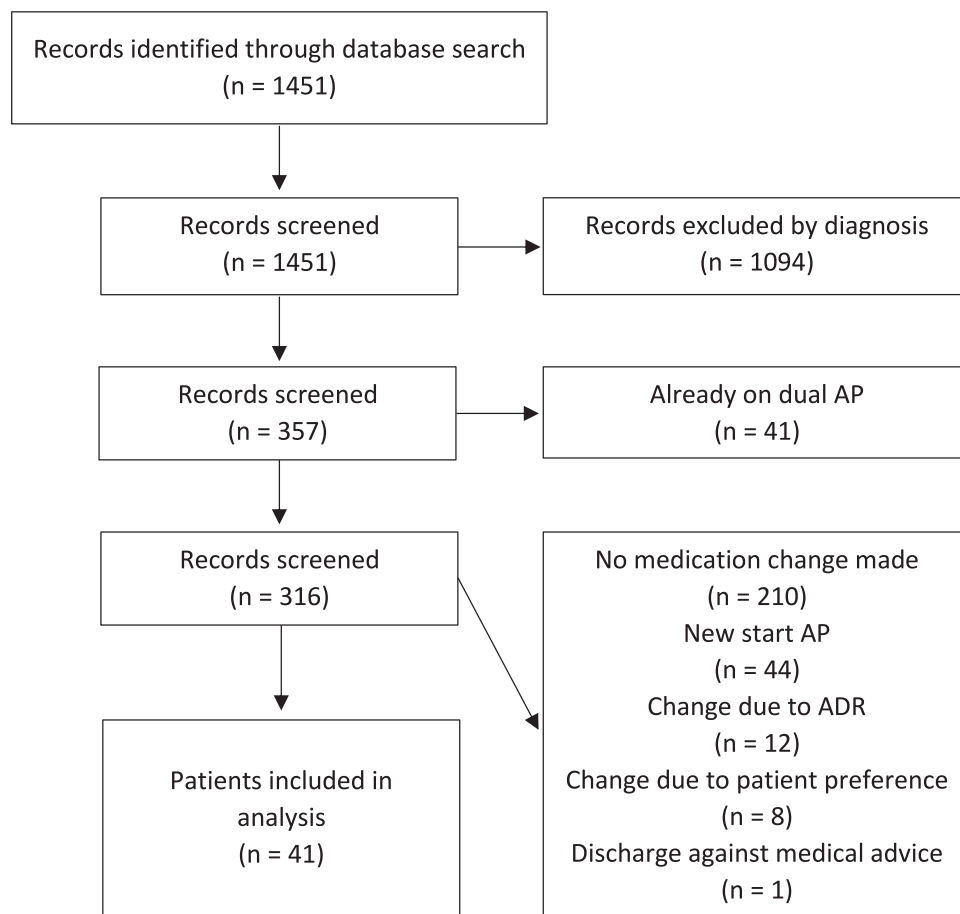 Records identified through database search
(n = 1451)
Records screened
(n = 1451)
Records excluded by diagnosis
(n = 1094)
Records screened
(n = 357)
Already on dual AP
(n = 41)
Records screened
(n = 316)
No medication change made
(n = 210)
New start AP
(n = 44)
Change due to ADR
(n = 12)
Change due to patient preference
(n = 8)
Discharge against medical advice
(n = 1)
Patients included in
analysis
(n = 41)